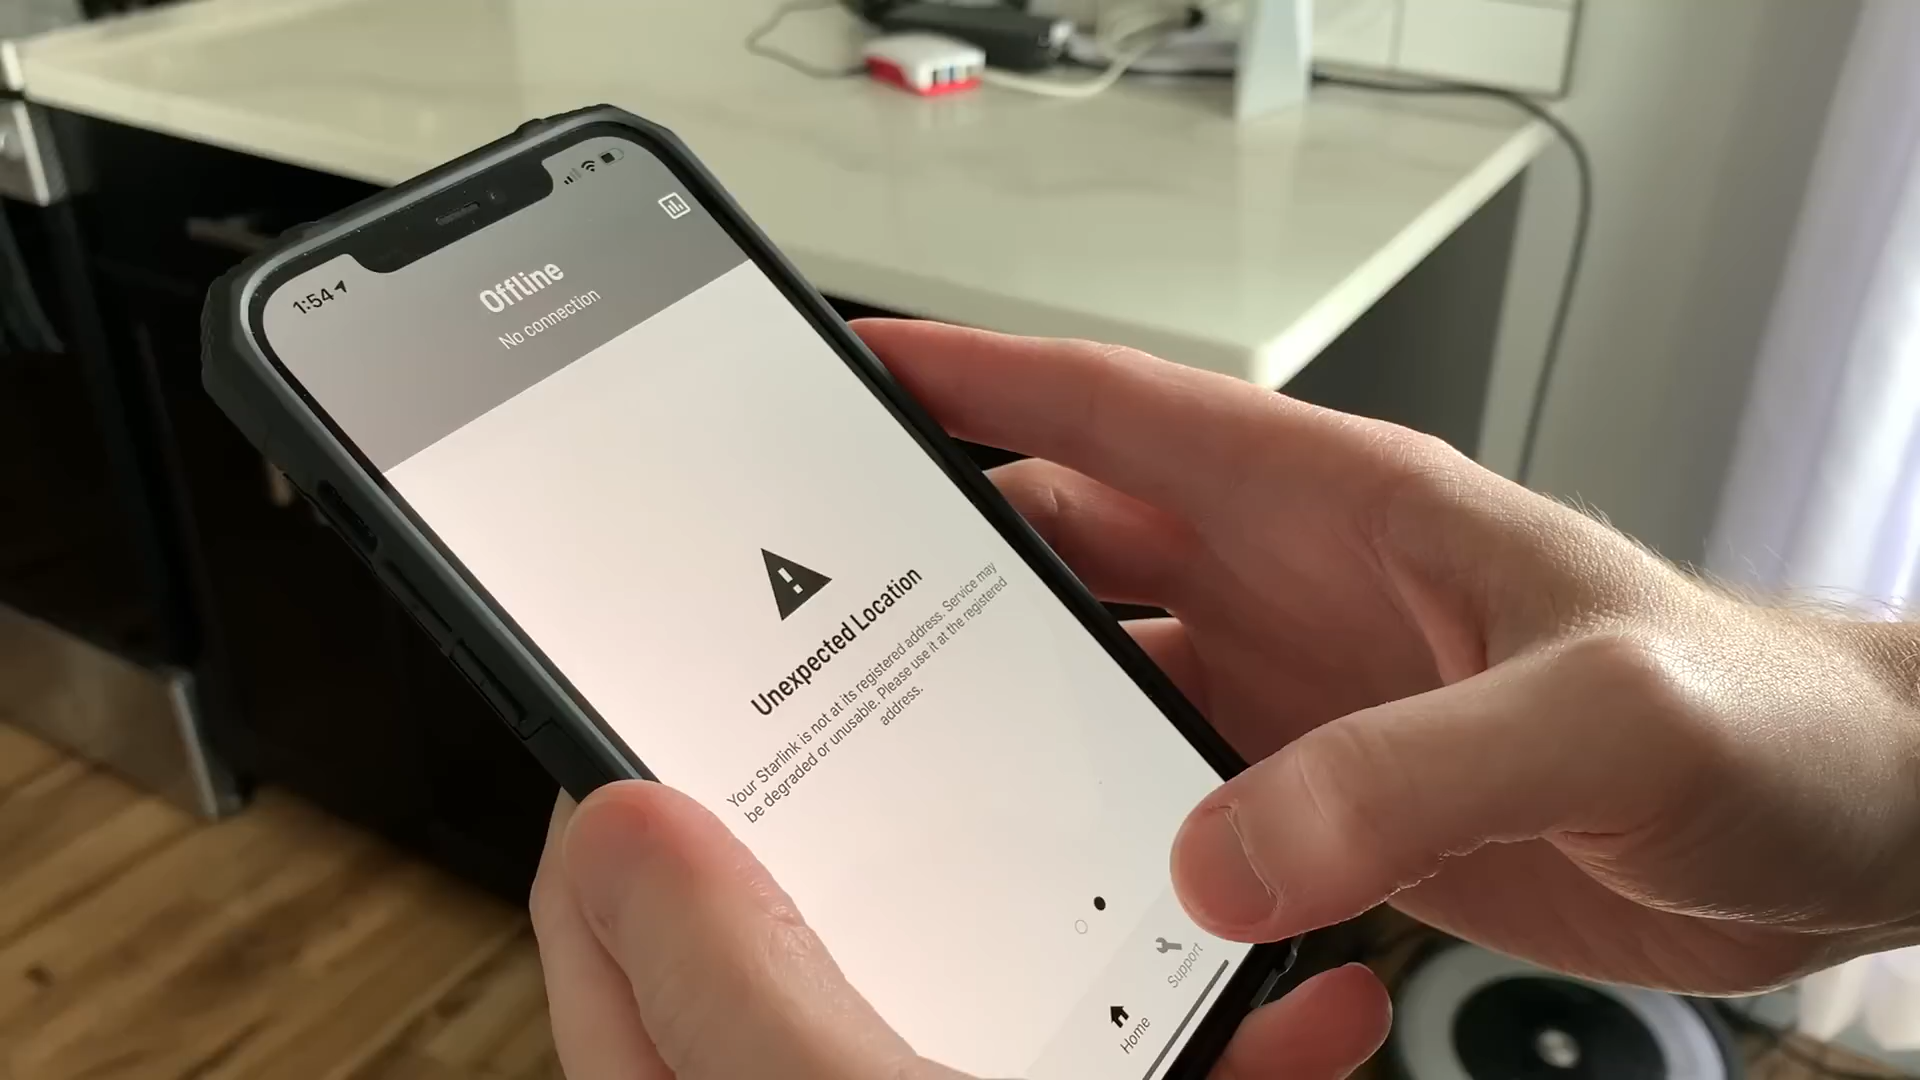 1:54
Offline
No connection
Unexpected Location
Your Starlink is not at its registered address. Service may
be degraded or unusable. Please use it at the registered
address.
Support
Home